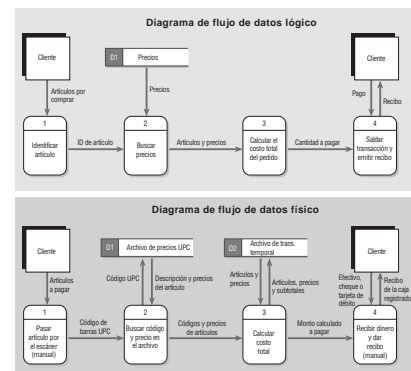 Diagrama de flujo de datos lógico
Cliente
D1 Precios
Cliente
Artículos por
comprar
Precios
Pago
Recibo
1
Identificar
artículo
ID de artículo
2
Buscar
precios
Artículos y precios
3
Calcular el
costo total
del pedido
Cantidad a pagar
4
Saldar
transacción y
emitir recibo
Diagrama de flujo de datos físico
Cliente
D1 Archivo de precios UPC
D2 Archivo de trans.
temporal
Cliente
Artículos
a pagar
Código UPC
Descripción y precios
del artículo
Artículos y
precios
Artículos, precios
y subtotales
Efectivo,
cheque o
tarjeta de
débito
Recibo
de la caja
registrado
1
Pasar
artículo por
el escáner
(manual)
Código de
barras UPC
2
Buscar código
y precio en
el archivo
Códigos y precios
de artículos
3
Calcular
costo
total
Monto calculado
a pagar
4
Recibir dinero
y dar
recibo
(manual)